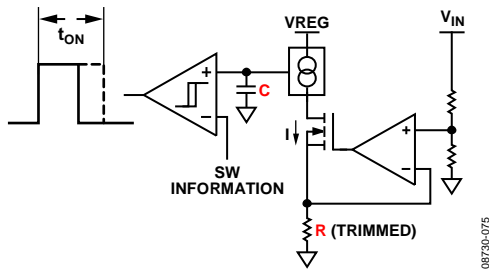 tON
VREG
VIN
C
I
SW
INFORMATION
R (TRIMMED)
08730-075
+
−
+
−